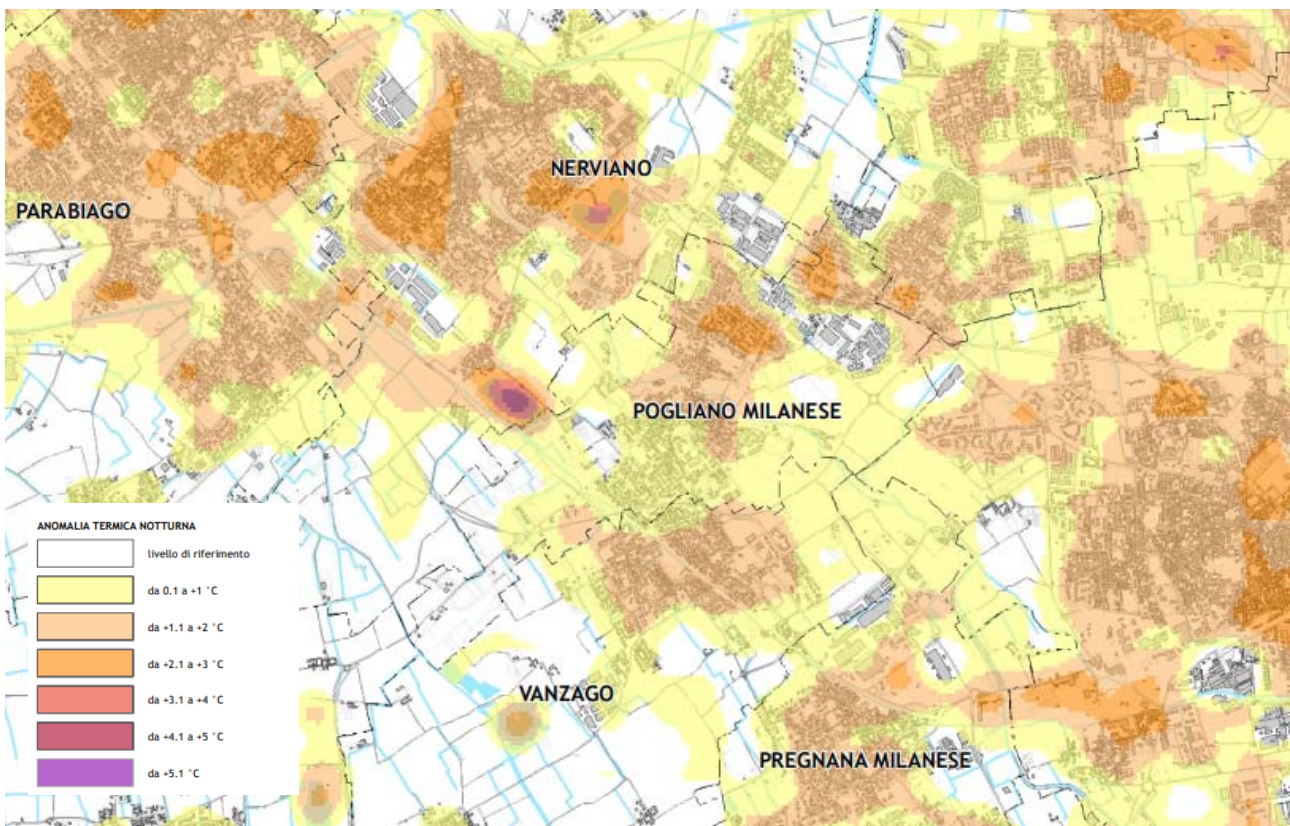 NERVIANO
PARABIAGO
POGLIANO MILANESE
ANOMALIA TERMICA NOTTURNA
livello di riferimento
da 0.1 a +1 °C
da +1.1 a +2 °C
da +2.1 a +3 °C
da +3.1 a +4 °C
da +4.1 a +5 °C
da +5.1 °C
VANZAGO
PREGNANA MILANESE